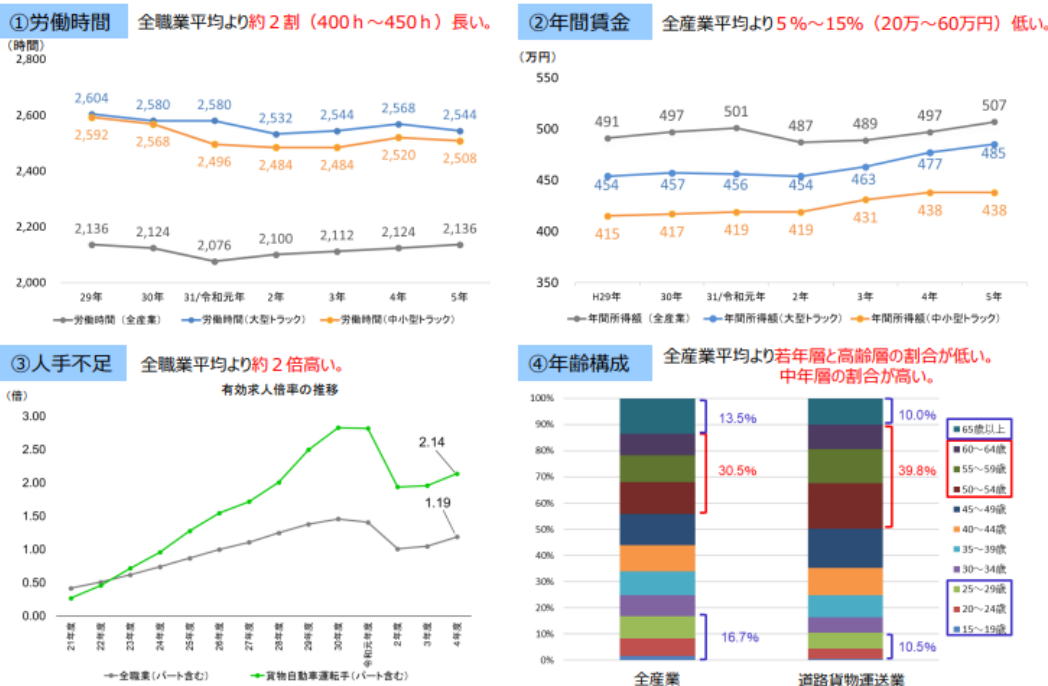 ①労働時間
全職業平均より約２割（400ｈ～450ｈ）長い。
（時間）
2,800
2,600
2,400
2,200
2,000
2,604
2,580
2,580
2,532
2,544
2,568
2,544
2,592
2,568
2,496
2,484
2,484
2,520
2,508
2,136
2,124
2,076
2,100
2,112
2,124
2,136
29年
30年
31/令和元年
2年
3年
4年
5年
労働時間（全産業）
労働時間(大型トラック)
労働時間(中小型トラック)
②年間賃金
全産業平均より５%～15%（20万～60万円）低い。
（万円）
550
500
450
400
350
491
497
501
487
489
497
507
454
457
456
454
463
477
485
415
417
419
419
431
438
438
H29年
30年
31/令和元年
2年
3年
4年
5年
年間所得額（全産業）
年間所得額(大型トラック)
年間所得額(中小型トラック)
③人手不足
全職業平均より約２倍高い。
有効求人倍率の推移
（倍）
3.00
2.50
2.00
1.50
1.00
0.50
0.00
2.14
1.19
21年度
22年度
23年度
24年度
25年度
26年度
27年度
28年度
29年度
30年度
令和元年度
2年度
3年度
4年度
全職業(パート含む)
貨物自動車運転手(パート含む)
④年齢構成
全産業平均より若年層と高齢層の割合が低い。
中年層の割合が高い。
100%
90%
80%
70%
60%
50%
40%
30%
20%
10%
0%
13.5%
30.5%
16.7%
10.0%
39.8%
10.5%
全産業
道路貨物運送業
65歳以上
60～64歳
55～59歳
50～54歳
45～49歳
40～44歳
35～39歳
30～34歳
25～29歳
20～24歳
15～19歳